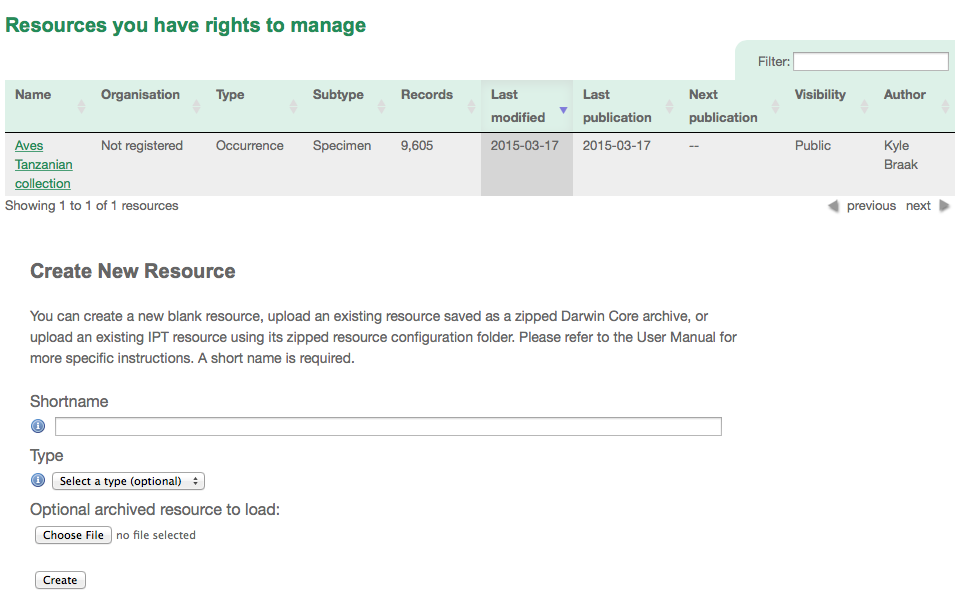 Resources you have rights to manage
Filter:
Name Organisation Type Subtype Records Last modified Last publication Next publication Visibility Author
Aves Tanzanian collection Not registered Occurrence Specimen 9,605 2015-03-17 2015-03-17 -- Public Kyle Braak
Showing 1 to 1 of 1 resources previous next
Create New Resource
You can create a new blank resource, upload an existing resource saved as a zipped Darwin Core archive, or
upload an existing IPT resource using its zipped resource configuration folder. Please refer to the User Manual for
more specific instructions. A short name is required.
Shortname
Type
Select a type (optional)
Optional archived resource to load:
Choose File no file selected
Create